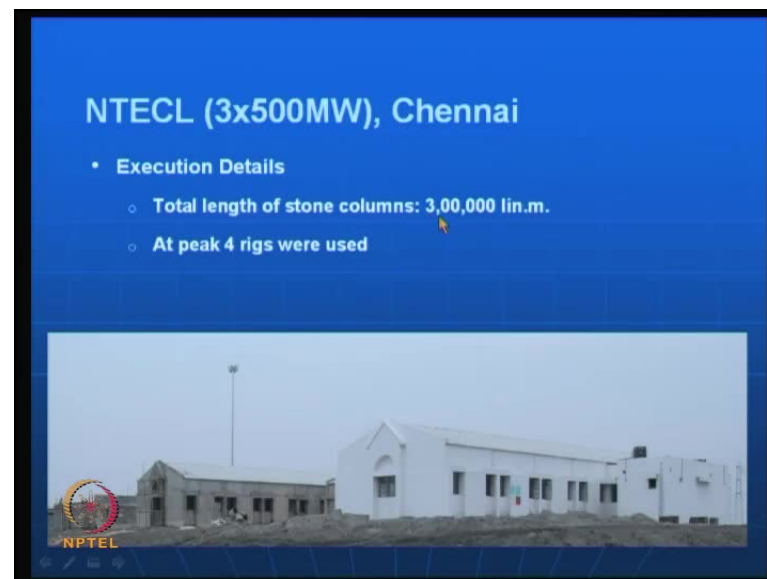 NTECL (3x500MW), Chennai
• Execution Details
○ Total length of stone columns: 3,00,000 lin.m.
○ At peak 4 rigs were used
NPTEL